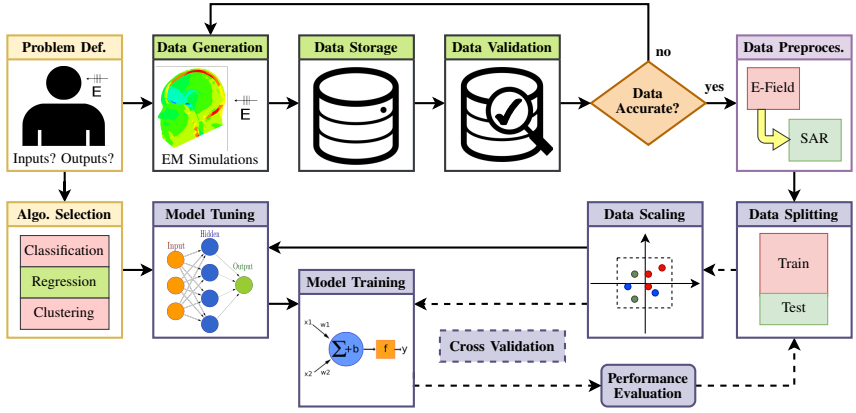 Problem Def.
E
Inputs? Outputs?
Data Generation
E
EM Simulations
Data Storage
Data Validation
no
Data
Accurate?
yes
Data Preproces.
E-Field
SAR
Algo. Selection
Classification
Regression
Clustering
Model Tuning
Hidden
Input
Output
Model Training
x1
w1
∑+b
f
y
x2
w2
Cross Validation
Data Scaling
Data Splitting
Train
Test
Performance
Evaluation